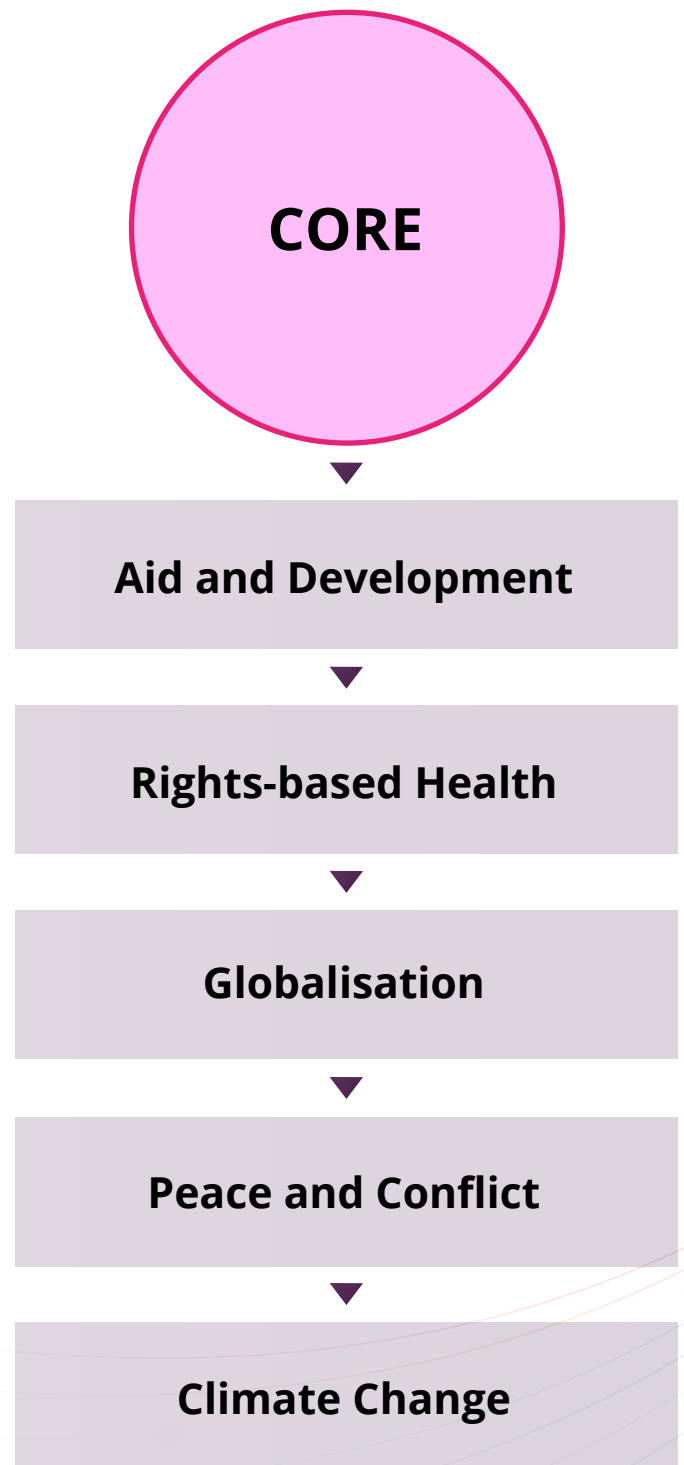 CORE
Aid and Development
Rights-based Health
Globalisation
Peace and Conflict
Climate Change